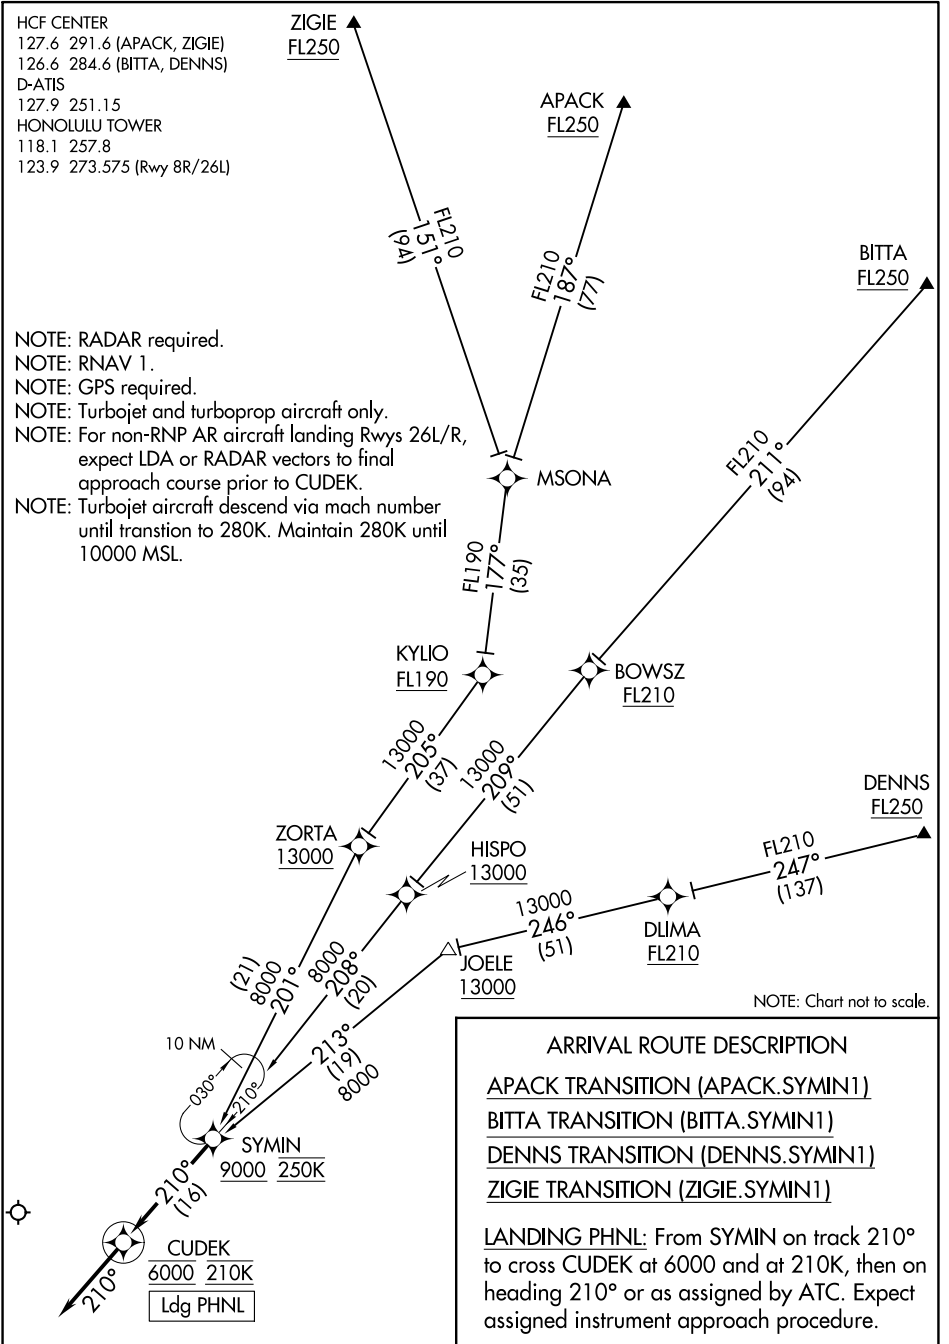 HCF CENTER
127.6 291.6 (APACK, ZIGIE)
126.6 284.6 (BITTA, DENNS)
D-ATIS
127.9 251.15
HONOLULU TOWER
118.1 257.8
123.9 273.575 (Rwy 8R/26L)
ZIGIE
FL250
APACK
FL250
BITTA
FL250
FL210
151°
(94)
FL210
187°
(77)
FL210
211°
(94)
NOTE: RADAR required.
NOTE: RNAV 1.
NOTE: GPS required.
NOTE: Turbojet and turboprop aircraft only.
NOTE: For non-RNP AR aircraft landing Rwys 26L/R,
expect LDA or RADAR vectors to final
approach course prior to CUDEK.
NOTE: Turbojet aircraft descend via mach number
until transtion to 280K. Maintain 280K until
10000 MSL.
MSONA
FL190
177°
(35)
KYLIO
FL190
BOWSZ
FL210
13000
205°
(37)
13000
209°
(51)
DENNS
FL250
ZORTA
13000
HISPO
13000
FL210
247°
(137)
13000
246°
(51)
DLIMA
FL210
JOELE
13000
(21)
8000
201°
8000
208°
(20)
213°
(19)
8000
NOTE: Chart not to scale.
10 NM
030°
210°
SYMIN
9000 250K
210°
(16)
CUDEK
6000 210K
Ldg PHNL
210°
ARRIVAL ROUTE DESCRIPTION
APACK TRANSITION (APACK.SYMIN1)
BITTA TRANSITION (BITTA.SYMIN1)
DENNS TRANSITION (DENNS.SYMIN1)
ZIGIE TRANSITION (ZIGIE.SYMIN1)
LANDING PHNL: From SYMIN on track 210°
to cross CUDEK at 6000 and at 210K, then on
heading 210° or as assigned by ATC. Expect
assigned instrument approach procedure.